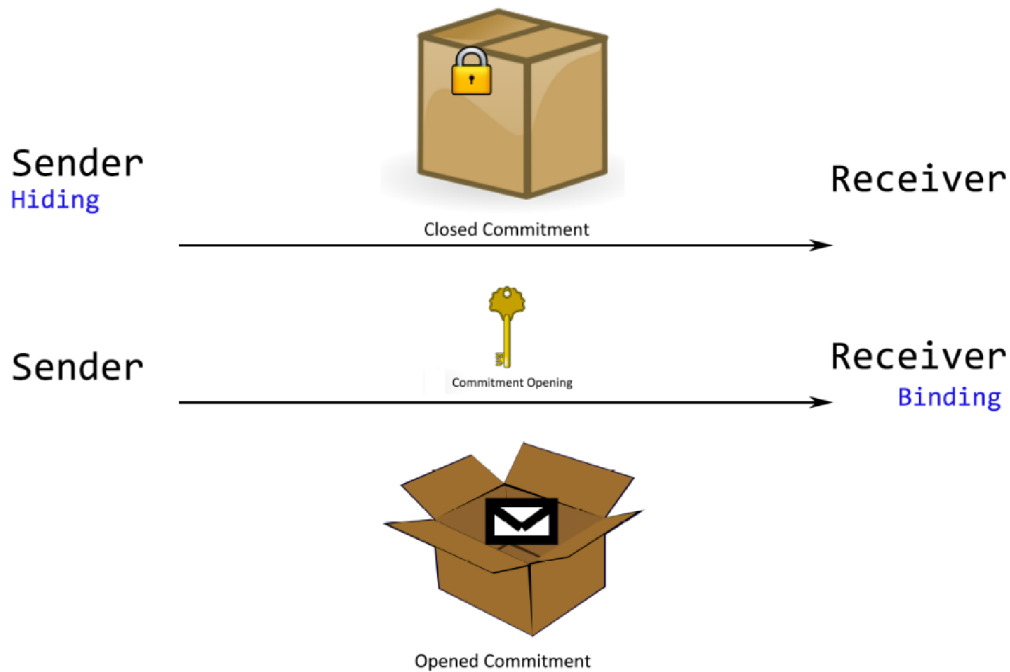 Sender
Hiding
Receiver
Closed Commitment
Sender
Receiver
Commitment Opening
Binding
Opened Commitment